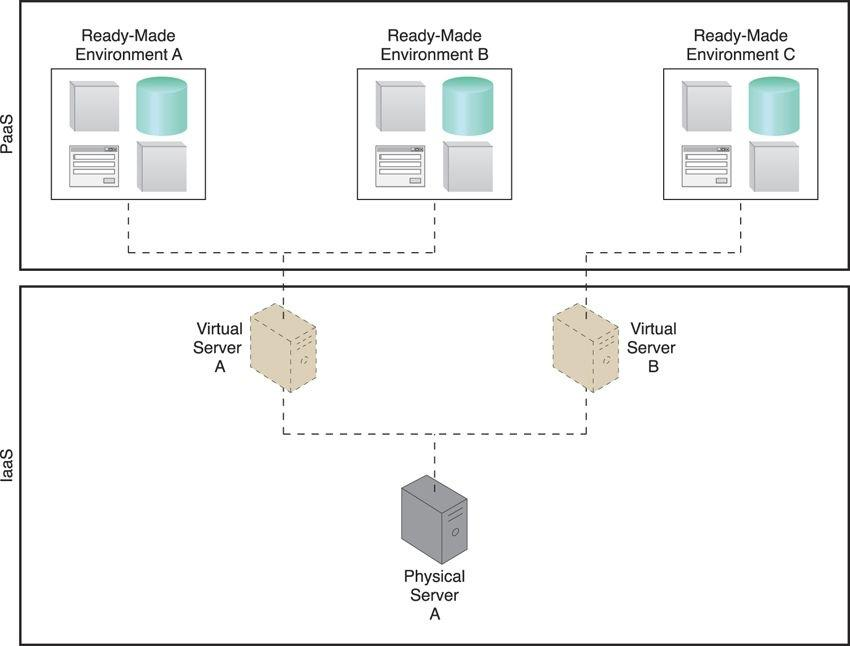 PaaS
Ready-Made
Environment A
Ready-Made
Environment B
Ready-Made
Environment C
IaaS
Virtual
Server
A
Virtual
Server
B
Physical
Server
A